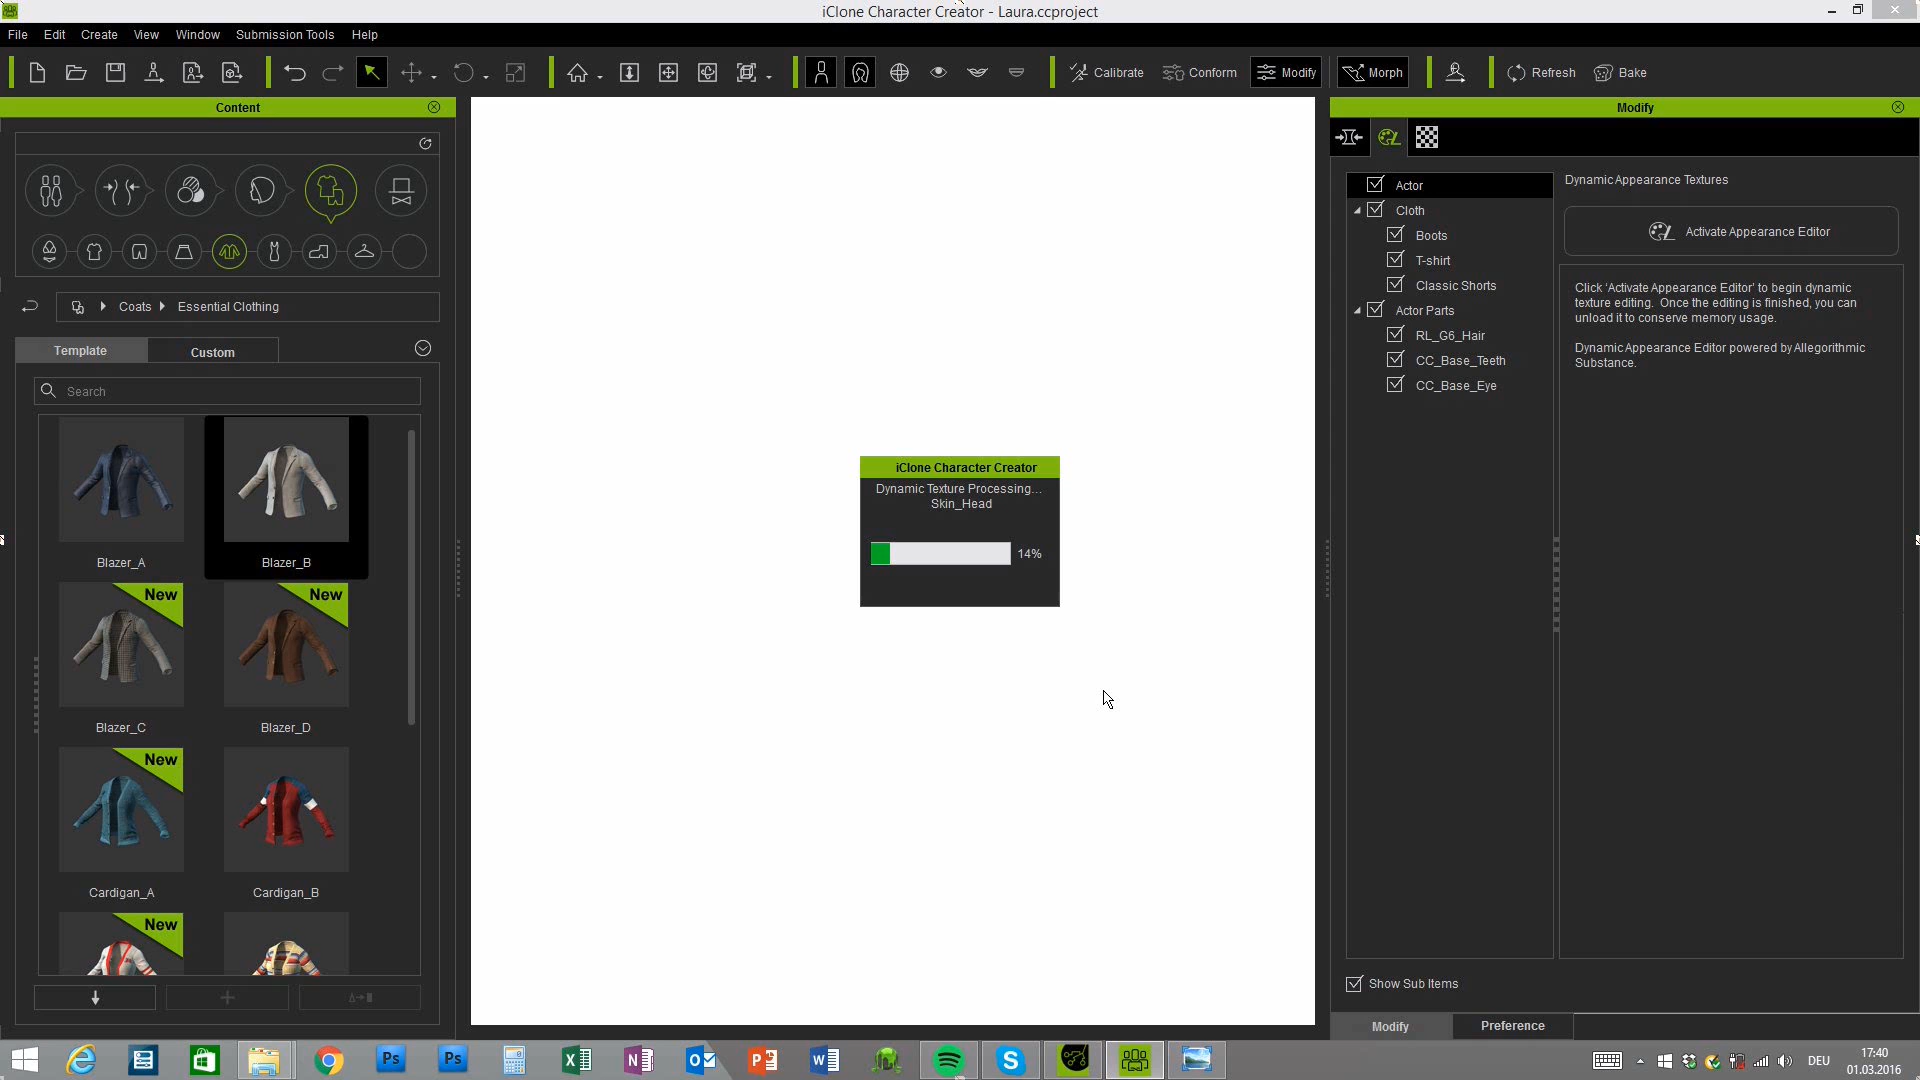 iClone Character Creator - Laura.ccproject
File Edit Create View Window Submission Tools Help
Calibrate Conform Modify Morph Refresh Bake
Content
Coats Essential Clothing
Template Custom
Search
Blazer_A Blazer_B
New New
Blazer_C Blazer_D
New
Cardigan_A Cardigan_B
New
iClone Character Creator
Dynamic Texture Processing...
Skin_Head
14%
Modify
Actor
Cloth
Boots
T-shirt
Classic Shorts
Actor Parts
RL_G6_Hair
CC_Base_Teeth
CC_Base_Eye
Dynamic Appearance Textures
Activate Appearance Editor
Click 'Activate Appearance Editor' to begin dynamic
texture editing. Once the editing is finished, you can
unload it to conserve memory usage.
Dynamic Appearance Editor powered by Allegorithmic
Substance.
Show Sub Items
Modify Preference
Ps Ps
DEU
17:40
01.03.2016